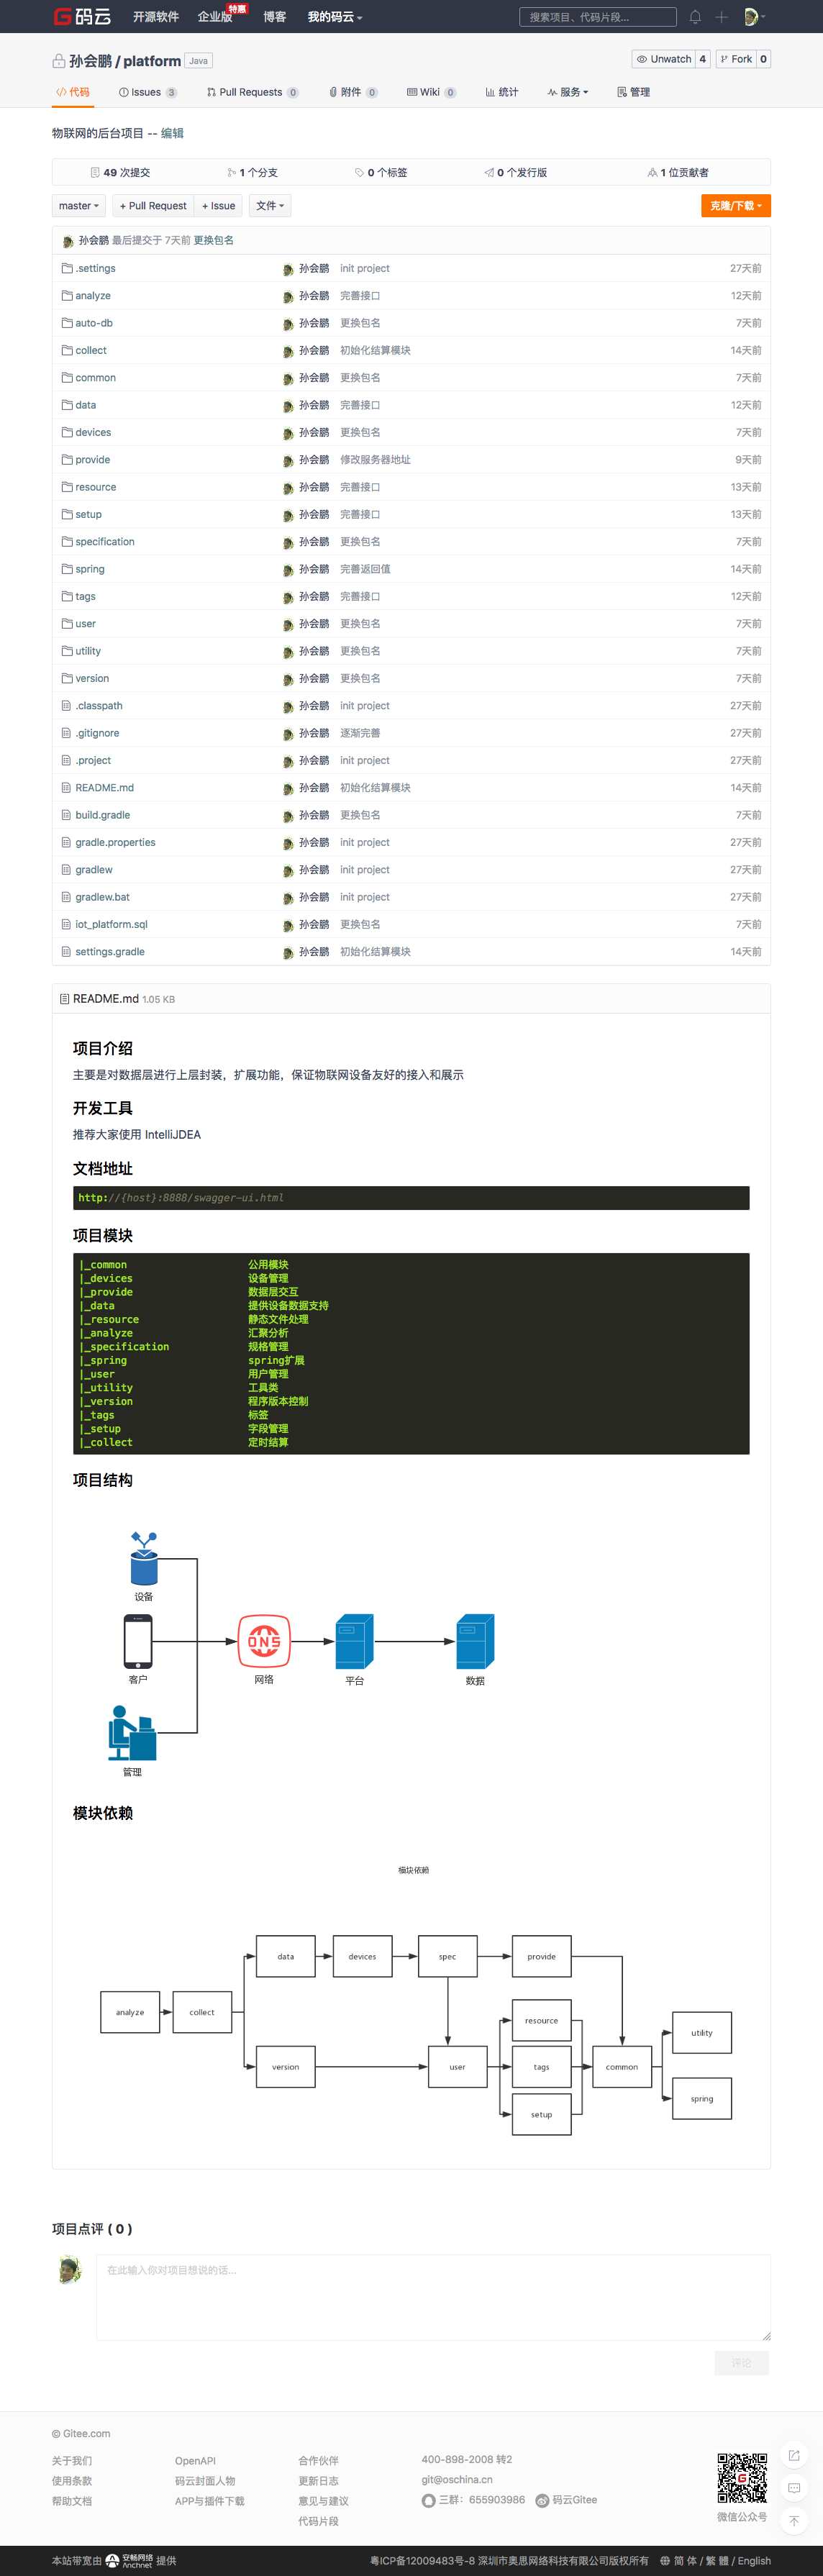 G 码云 开源软件 企业版 特惠 博客 我的码云 搜索项目、代码片段...
孙会鹏 / platform Java Unwatch 4 Fork 0
代码 Issues 3 Pull Requests 0 附件 0 Wiki 0 统计 服务 管理
物联网的后台项目 -- 编辑
49 次提交 1 个分支 0 个标签 0 个发行版 1 位贡献者
master + Pull Request + Issue 文件 克隆/下载
孙会鹏 最后提交于 7天前 更换包名
.settings 孙会鹏 init project 27天前
analyze 孙会鹏 完善接口 12天前
auto-db 孙会鹏 更换包名 7天前
collect 孙会鹏 初始化结算模块 14天前
common 孙会鹏 更换包名 7天前
data 孙会鹏 完善接口 12天前
devices 孙会鹏 更换包名 7天前
provide 孙会鹏 修改服务器地址 9天前
resource 孙会鹏 完善接口 13天前
setup 孙会鹏 完善接口 13天前
specification 孙会鹏 更换包名 7天前
spring 孙会鹏 完善返回值 14天前
tags 孙会鹏 完善接口 12天前
user 孙会鹏 更换包名 7天前
utility 孙会鹏 更换包名 7天前
version 孙会鹏 更换包名 7天前
.classpath 孙会鹏 init project 27天前
.gitignore 孙会鹏 逐渐完善 27天前
.project 孙会鹏 init project 27天前
README.md 孙会鹏 初始化结算模块 14天前
build.gradle 孙会鹏 更换包名 7天前
gradle.properties 孙会鹏 init project 27天前
gradlew 孙会鹏 init project 27天前
gradlew.bat 孙会鹏 init project 27天前
iot_platform.sql 孙会鹏 更换包名 7天前
settings.gradle 孙会鹏 初始化结算模块 14天前
README.md 1.05 KB
项目介绍
主要是对数据层进行上层封装，扩展功能，保证物联网设备友好的接入和展示
开发工具
推荐大家使用 IntelliJDEA
文档地址
http://{host}:8888/swagger-ui.html
项目模块
|_common 公用模块
|_devices 设备管理
|_provide 数据层交互
|_data 提供设备数据支持
|_resource 静态文件处理
|_analyze 汇聚分析
|_specification 规格管理
|_spring spring扩展
|_user 用户管理
|_utility 工具类
|_version 程序版本控制
|_tags 标签
|_setup 字段管理
|_collect 定时结算
项目结构
设备
ONS
客户 网络 平台 数据
管理
模块依赖
模块依赖
data devices spec provide
analyze collect resource utility
version user tags common
spring
setup
项目点评 ( 0 )
在此输入你对项目想说的话...
评论
© Gitee.com
关于我们 OpenAPI 合作伙伴 400-898-2008 转2
使用条款 码云封面人物 更新日志 git@oschina.cn
帮助文档 APP与插件下载 意见与建议 三群：655903986 码云Gitee
代码片段 微信公众号
本站带宽由 安畅网络 Anchnet 提供 粤ICP备12009483号-8 深圳市奥思网络科技有限公司版权所有 简 体 / 繁 體 / English